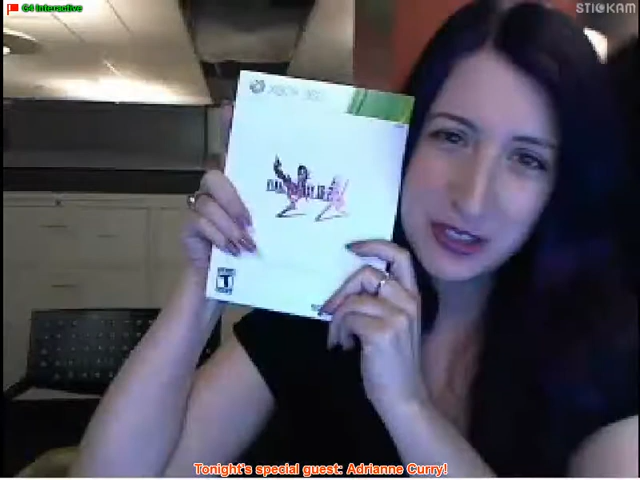 G4 Interactive
STICKAM
XBOX 360
T
Tonight's special guest: Adrianne Curry!